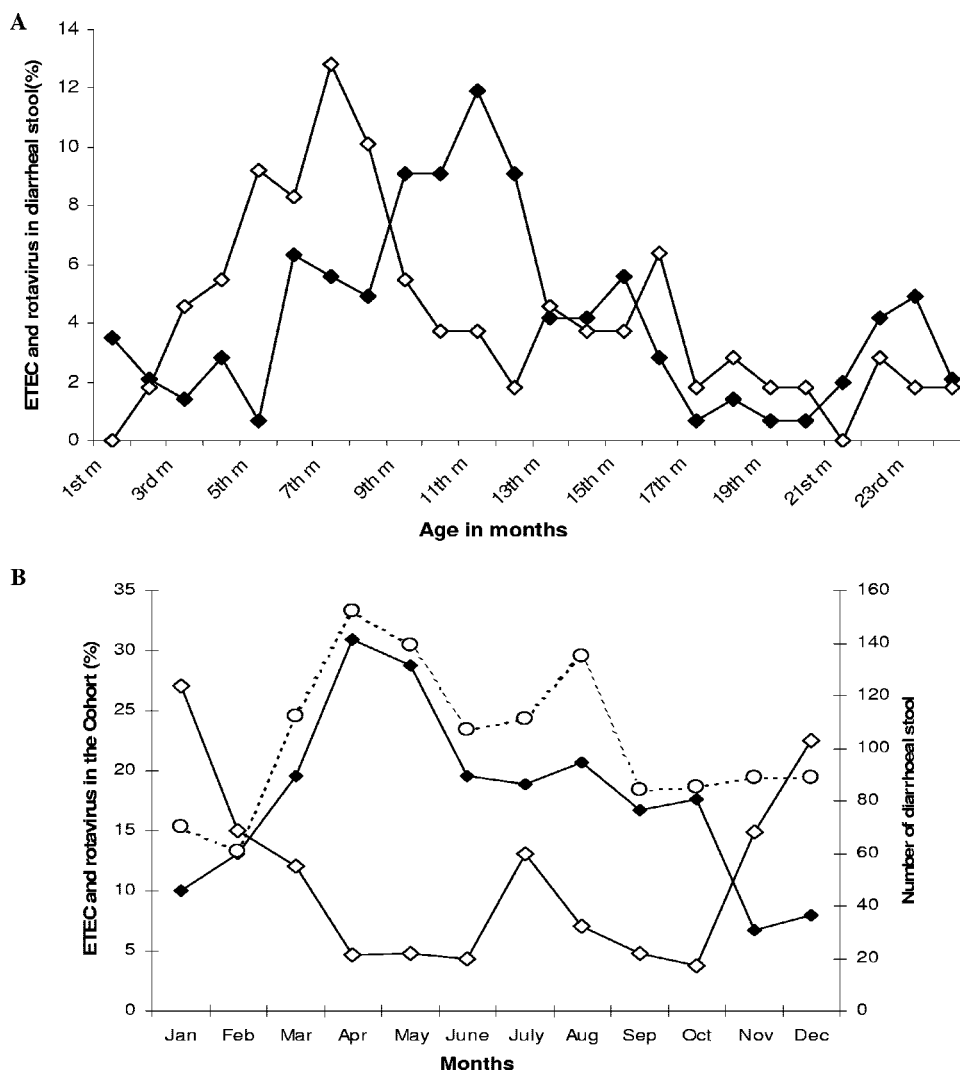 A
ETEC and rotavirus in diarrheal stool(%)
14
12
10
8
6
4
2
0
1st m
3rd m
5th m
7th m
9th m
11th m
13th m
15th m
17th m
19th m
21st m
23rd m
Age in months
B
ETEC and rotavirus in the Cohort (%)
35
30
25
20
15
10
5
0
160
140
120
100
80
60
40
20
0
Number of diarrhoeal stool
Jan Feb Mar Apr May June July Aug Sep Oct Nov Dec
Months